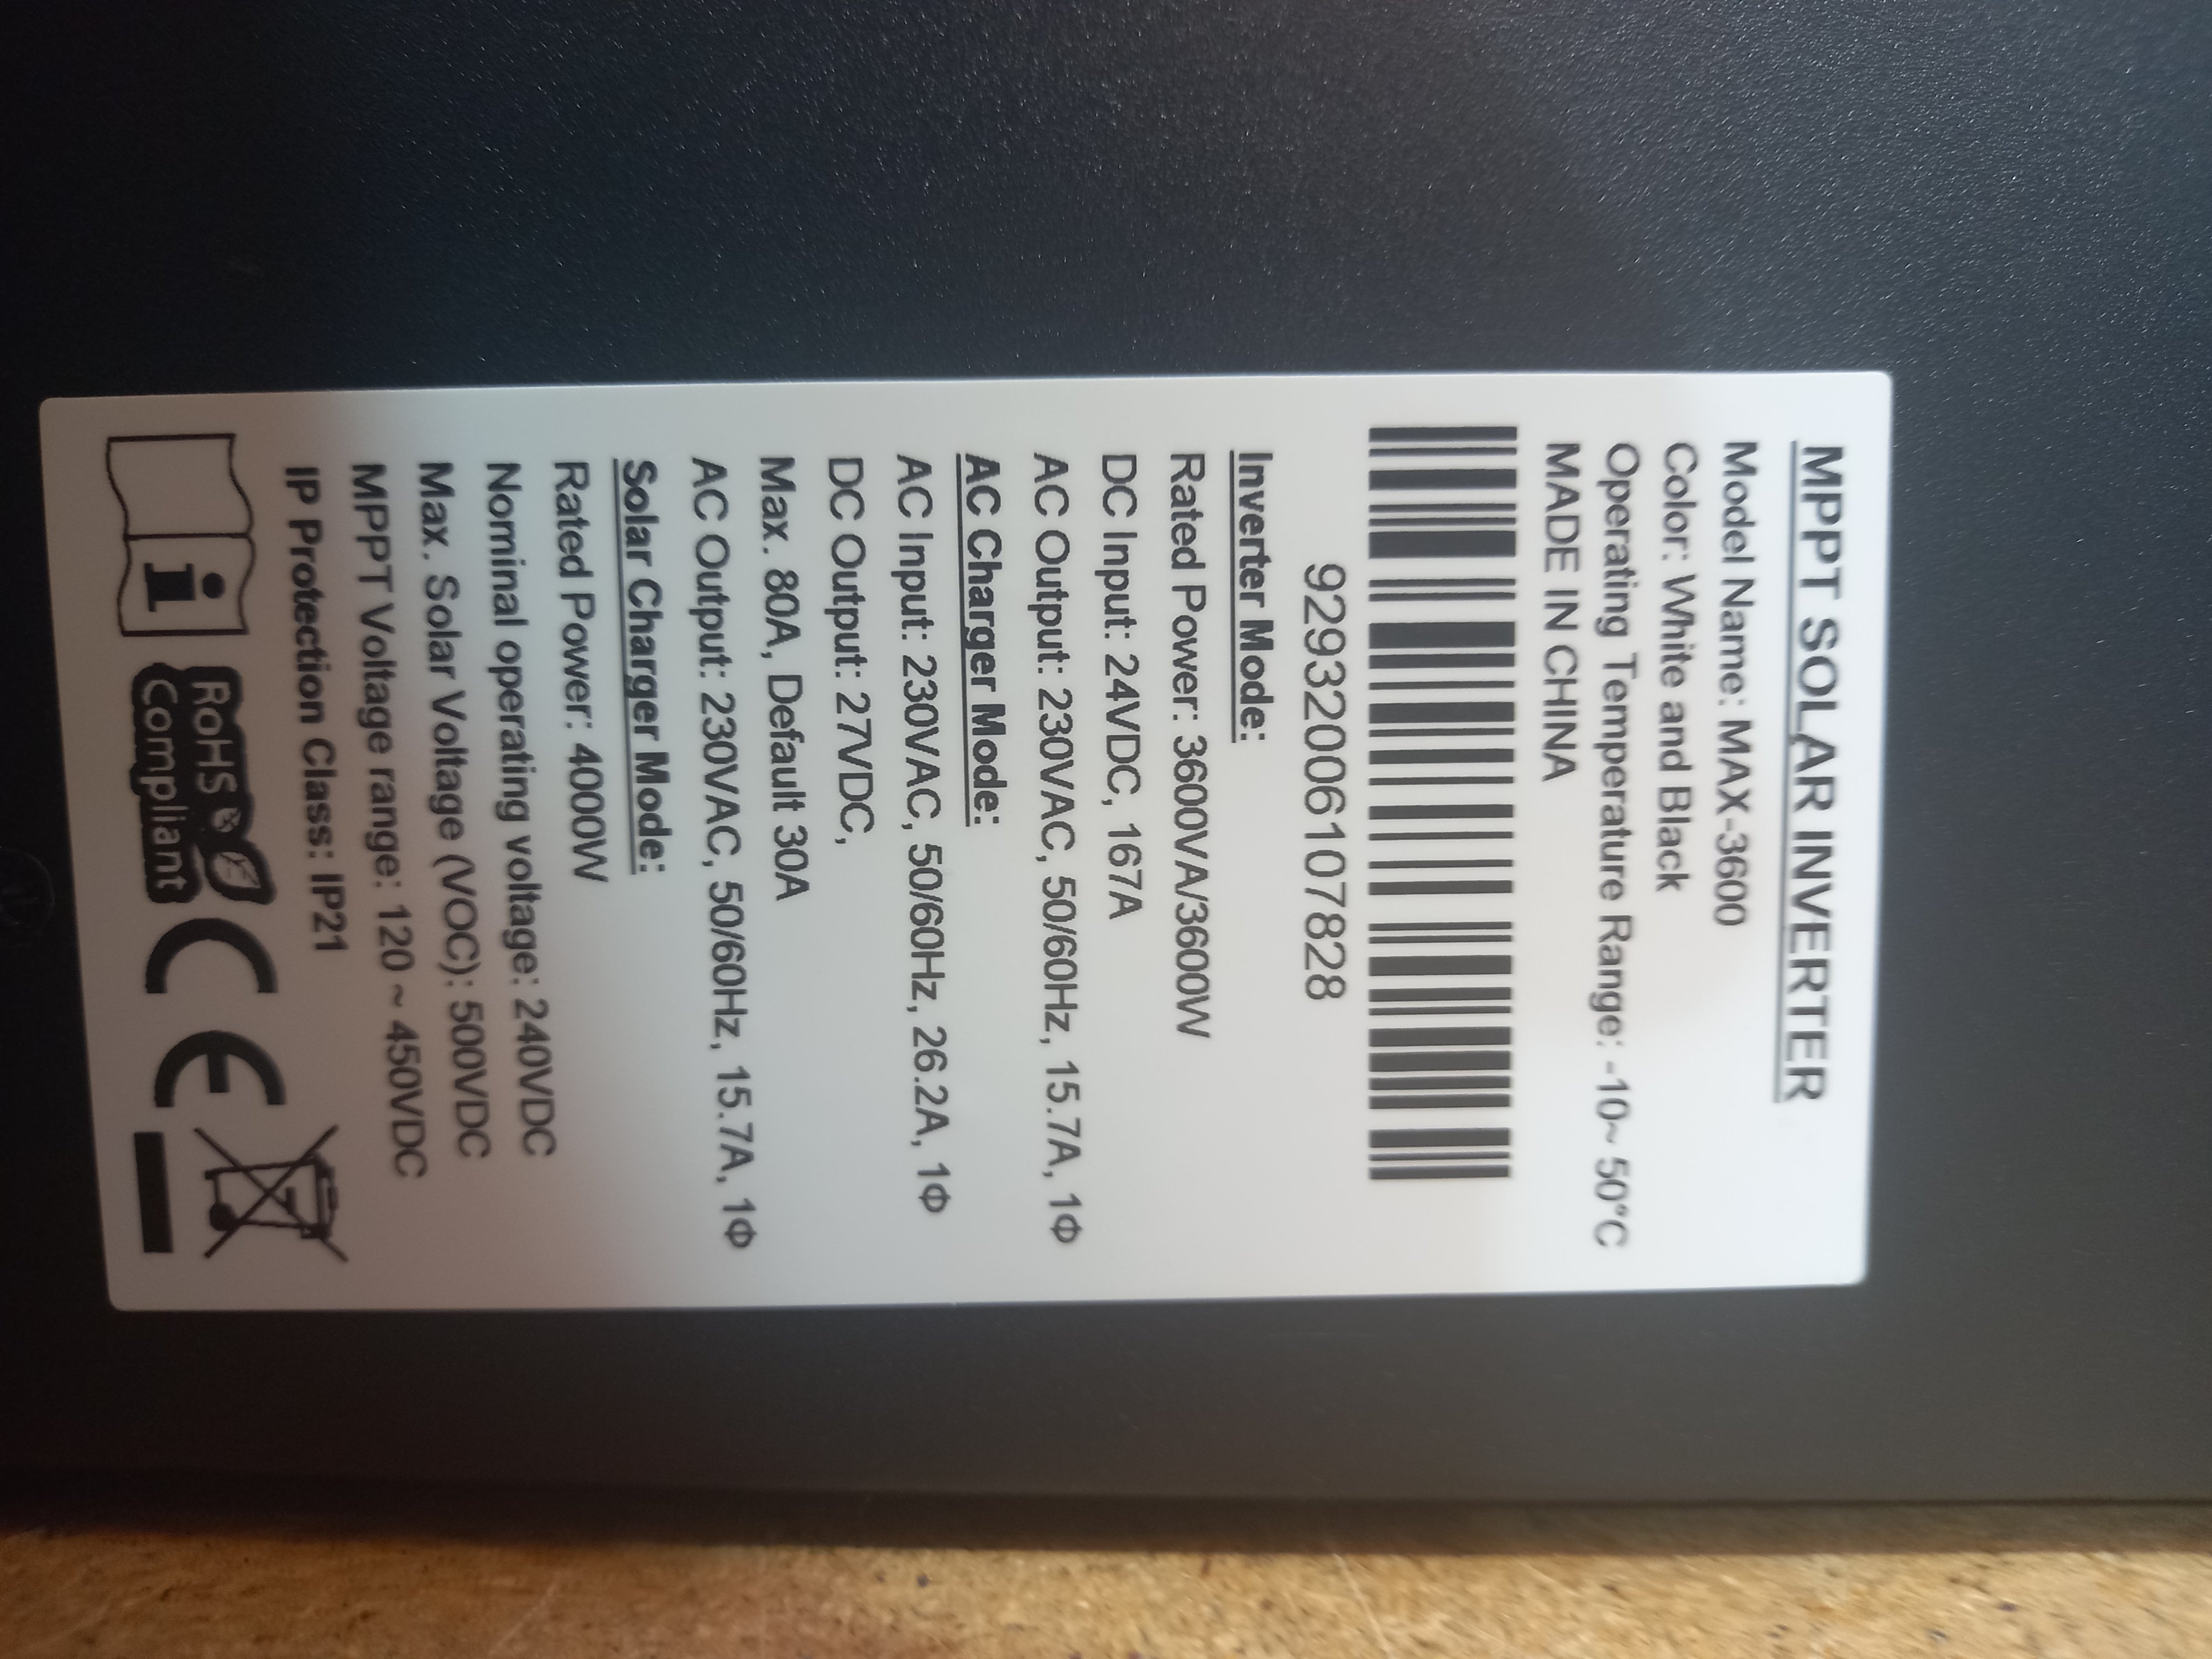 MPPT SOLAR INVERTER
Model Name: MAX-3600
Color: White and Black
Operating Temperature Range: -10~ 50°C
MADE IN CHINA
92932006107828
Inverter Mode:
Rated Power: 3600VA/3600W
DC Input: 24VDC, 167A
AC Output: 230VAC, 50/60Hz, 15.7A, 1Φ
AC Charger Mode:
AC Input: 230VAC, 50/60Hz, 26.2A, 1Φ
DC Output: 27VDC,
Max. 80A, Default 30A
AC Output: 230VAC, 50/60Hz, 15.7A, 1Φ
Solar Charger Mode:
Rated Power: 4000W
Nominal operating voltage: 240VDC
Max. Solar Voltage (VOC): 500VDC
MPPT Voltage range: 120 ~ 450VDC
IP Protection Class: IP21
i
RoHS
Compliant
CE